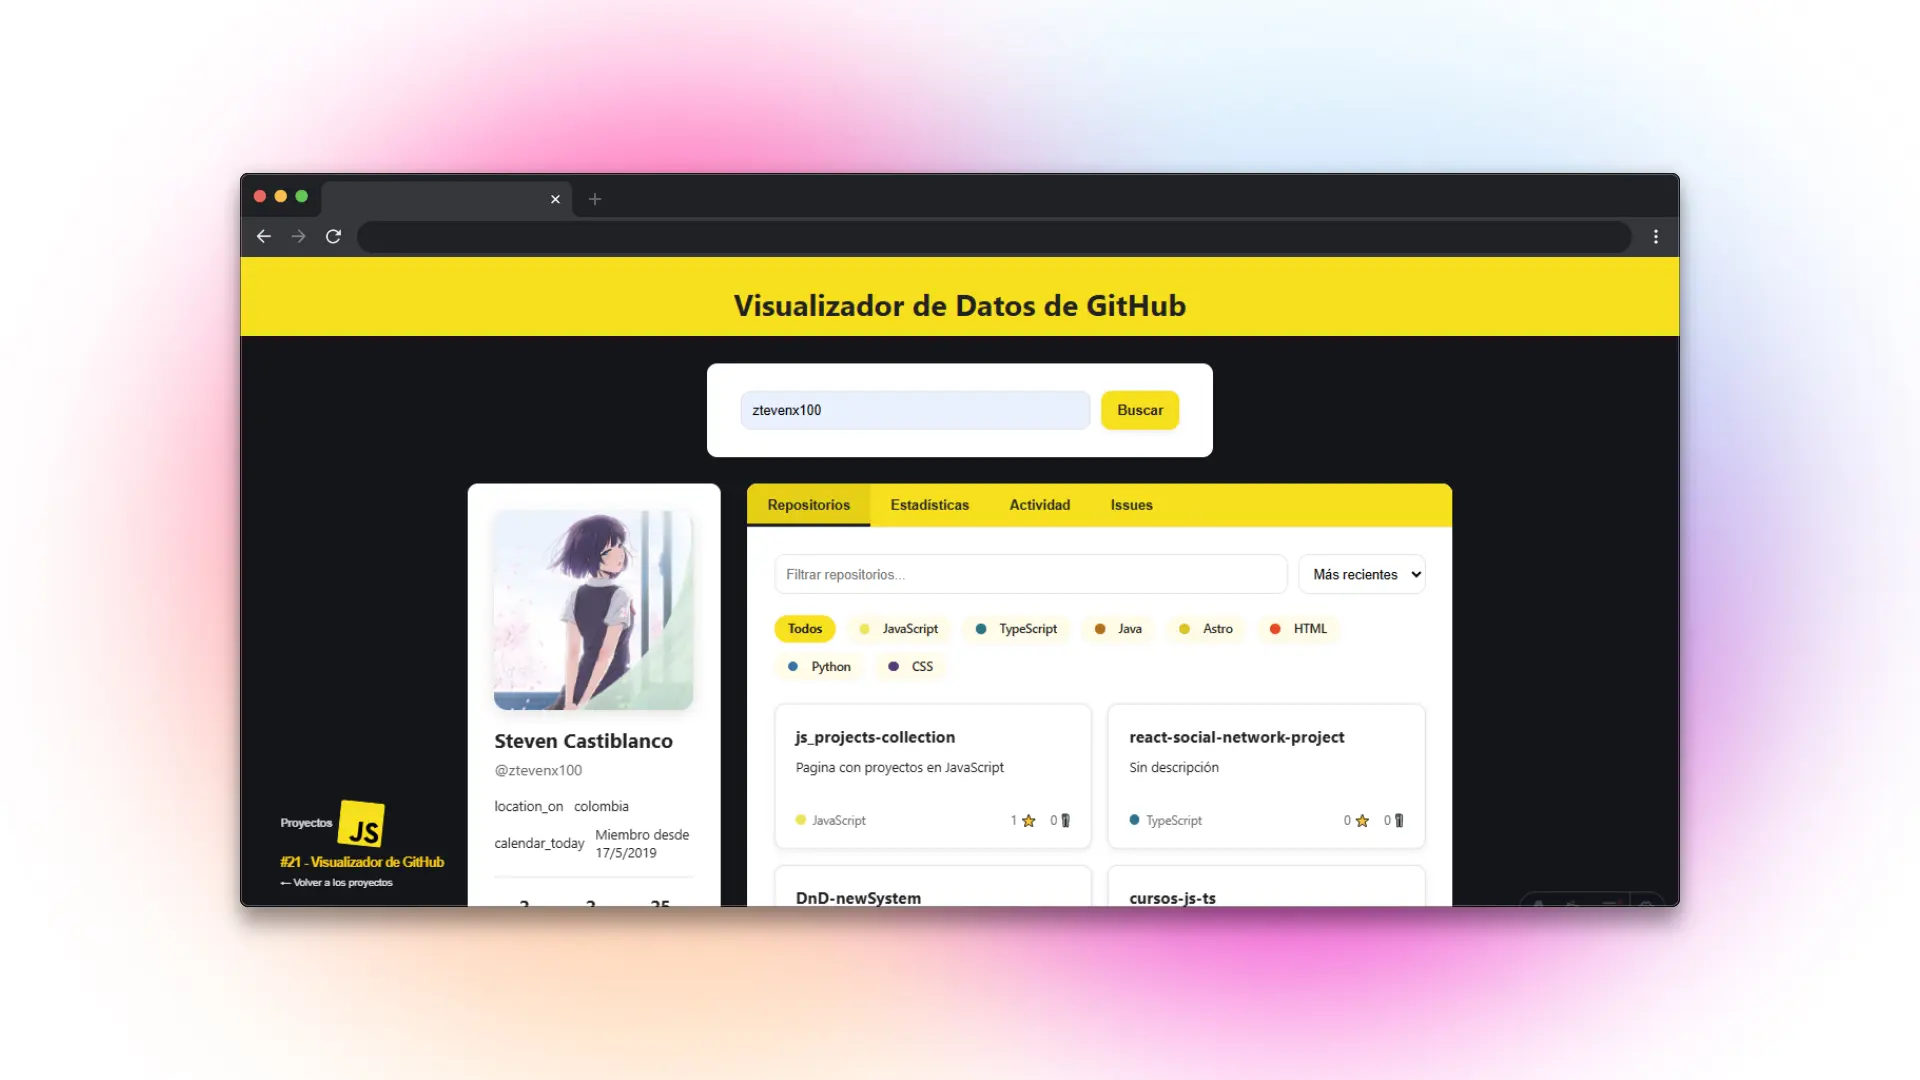 Visualizador de Datos de GitHub
ztevenx100
Buscar
Steven Castiblanco
@ztevenx100
location_on colombia
calendar_today Miembro desde 17/5/2019
Repositorios Estadísticas Actividad Issues
Filtrar repositorios...
Más recientes
Todos JavaScript TypeScript Java Astro HTML
Python CSS
js_projects-collection
Pagina con proyectos en JavaScript
JavaScript 1 0
react-social-network-project
Sin descripción
TypeScript 0 0
DnD-newSystem
cursos-js-ts
Proyectos JS
#21 - Visualizador de GitHub
← Volver a los proyectos